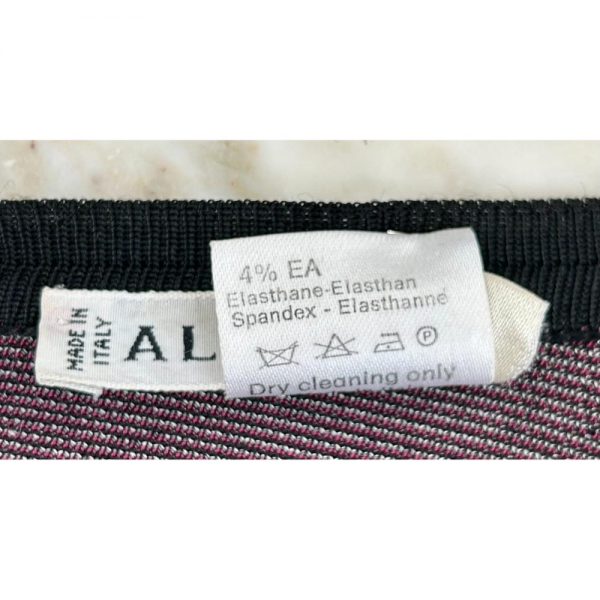 MADE IN
ITALY
AL
4% EA
Elasthane-Elasthan
Spandex - Elasthanne
P
Dry cleaning only